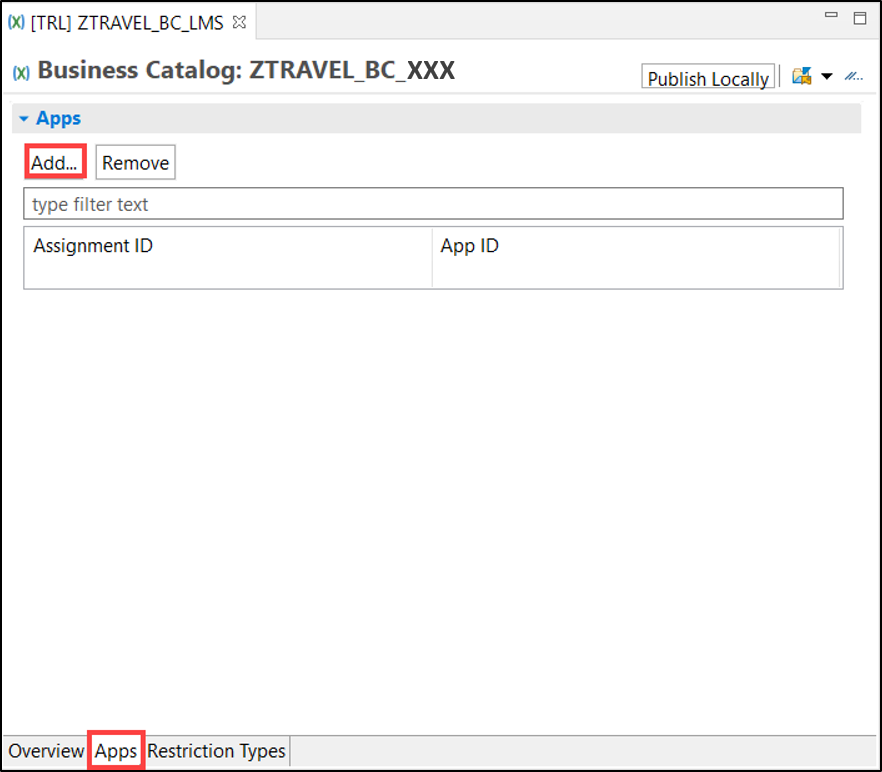 (x) [TRL] ZTRAVEL_BC_LMS
(x) Business Catalog: ZTRAVEL_BC_XXX
Publish Locally
Apps
Add... Remove
type filter text
Assignment ID App ID
Overview Apps Restriction Types